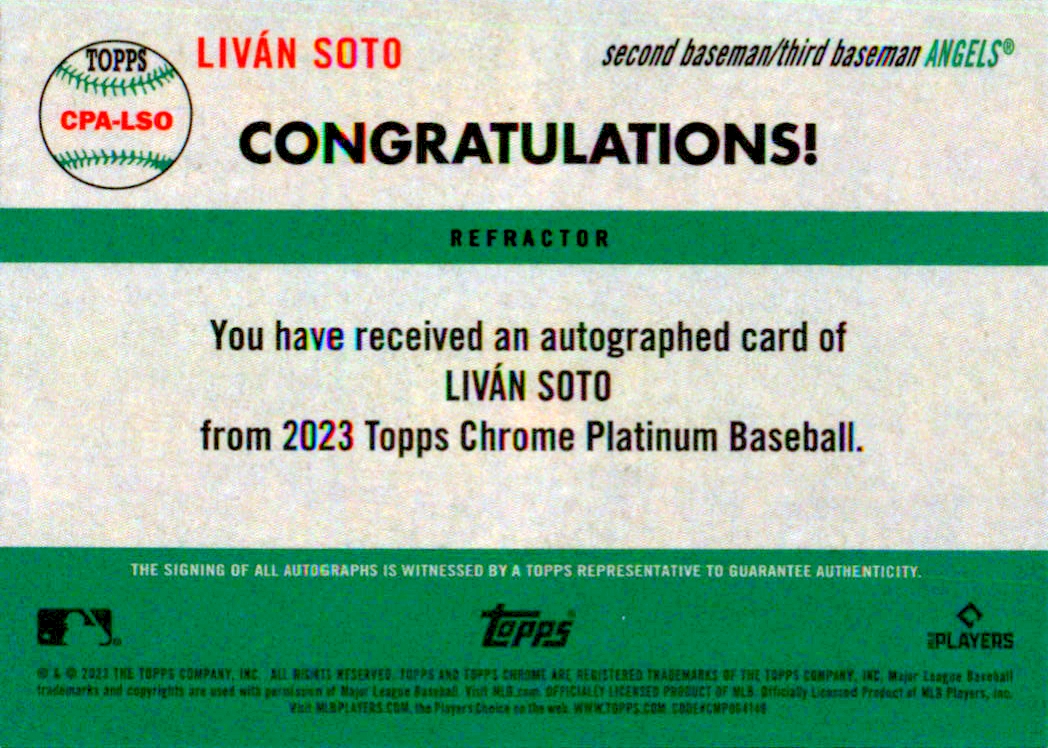 TOPPS
CPA-LSO
LIVÁN SOTO
second baseman/third baseman ANGELS®
CONGRATULATIONS!
REFRACTOR
You have received an autographed card of
LIVÁN SOTO
from 2023 Topps Chrome Platinum Baseball.
THE SIGNING OF ALL AUTOGRAPHS IS WITNESSED BY A TOPPS REPRESENTATIVE TO GUARANTEE AUTHENTICITY.
Topps®
MLB PLAYERS
® & © 2023 THE TOPPS COMPANY, INC. ALL RIGHTS RESERVED. TOPPS AND TOPPS CHROME ARE REGISTERED TRADEMARKS OF THE TOPPS COMPANY, INC. Major League Baseball
trademarks and copyrights are used with permission of Major League Baseball. Visit MLB.com. OFFICIALLY LICENSED PRODUCT OF MLB. Officially Licensed Product of MLB Players, Inc.
Visit MLBPLAYERS.COM, the Players Choice on the web. WWW.TOPPS.COM